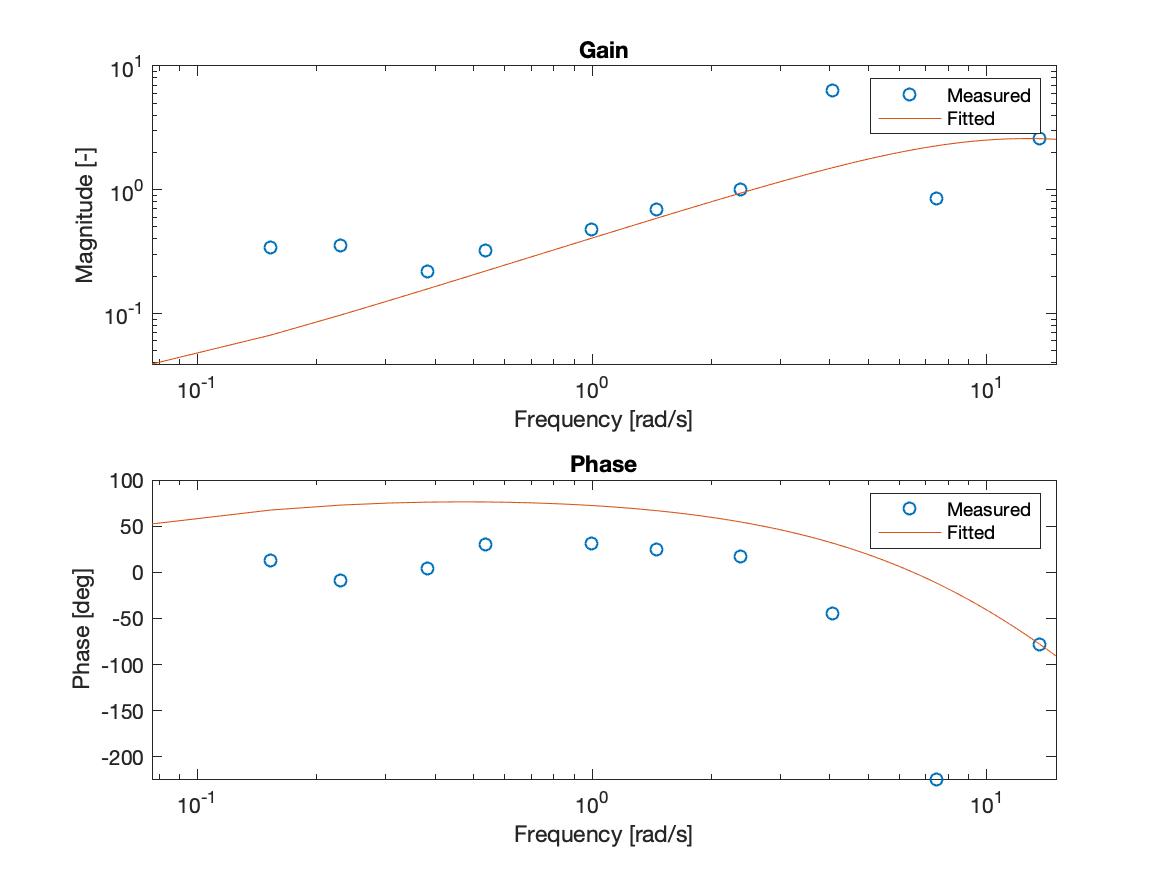 Gain
10^1
10^0
10^-1
Magnitude [-]
Measured
Fitted
10^-1
10^0
10^1
Frequency [rad/s]
Phase
100
50
0
-50
-100
-150
-200
Phase [deg]
Measured
Fitted
10^-1
10^0
10^1
Frequency [rad/s]